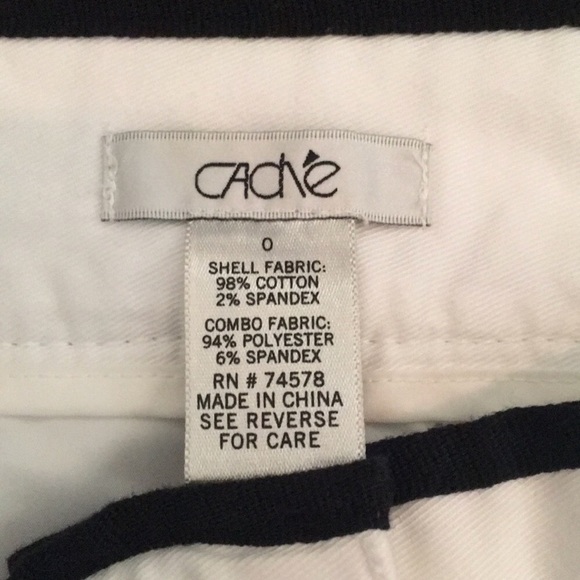 CACHÉ
0
SHELL FABRIC:
98% COTTON
2% SPANDEX
COMBO FABRIC:
94% POLYESTER
6% SPANDEX
RN # 74578
MADE IN CHINA
SEE REVERSE
FOR CARE